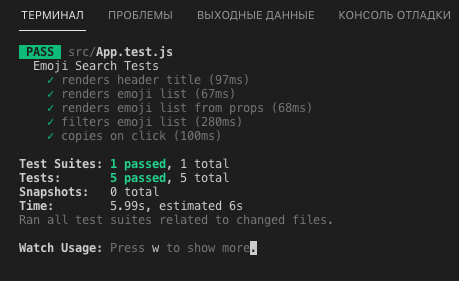 ТЕРМИНАЛ ПРОБЛЕМЫ ВЫХОДНЫЕ ДАННЫЕ КОНСОЛЬ ОТЛАДКИ
PASS src/App.test.js
Emoji Search Tests
✓ renders header title (97ms)
✓ renders emoji list (67ms)
✓ renders emoji list from props (68ms)
✓ filters emoji list (280ms)
✓ copies on click (100ms)
Test Suites: 1 passed, 1 total
Tests: 5 passed, 5 total
Snapshots: 0 total
Time: 5.99s, estimated 6s
Ran all test suites related to changed files.
Watch Usage: Press w to show more.